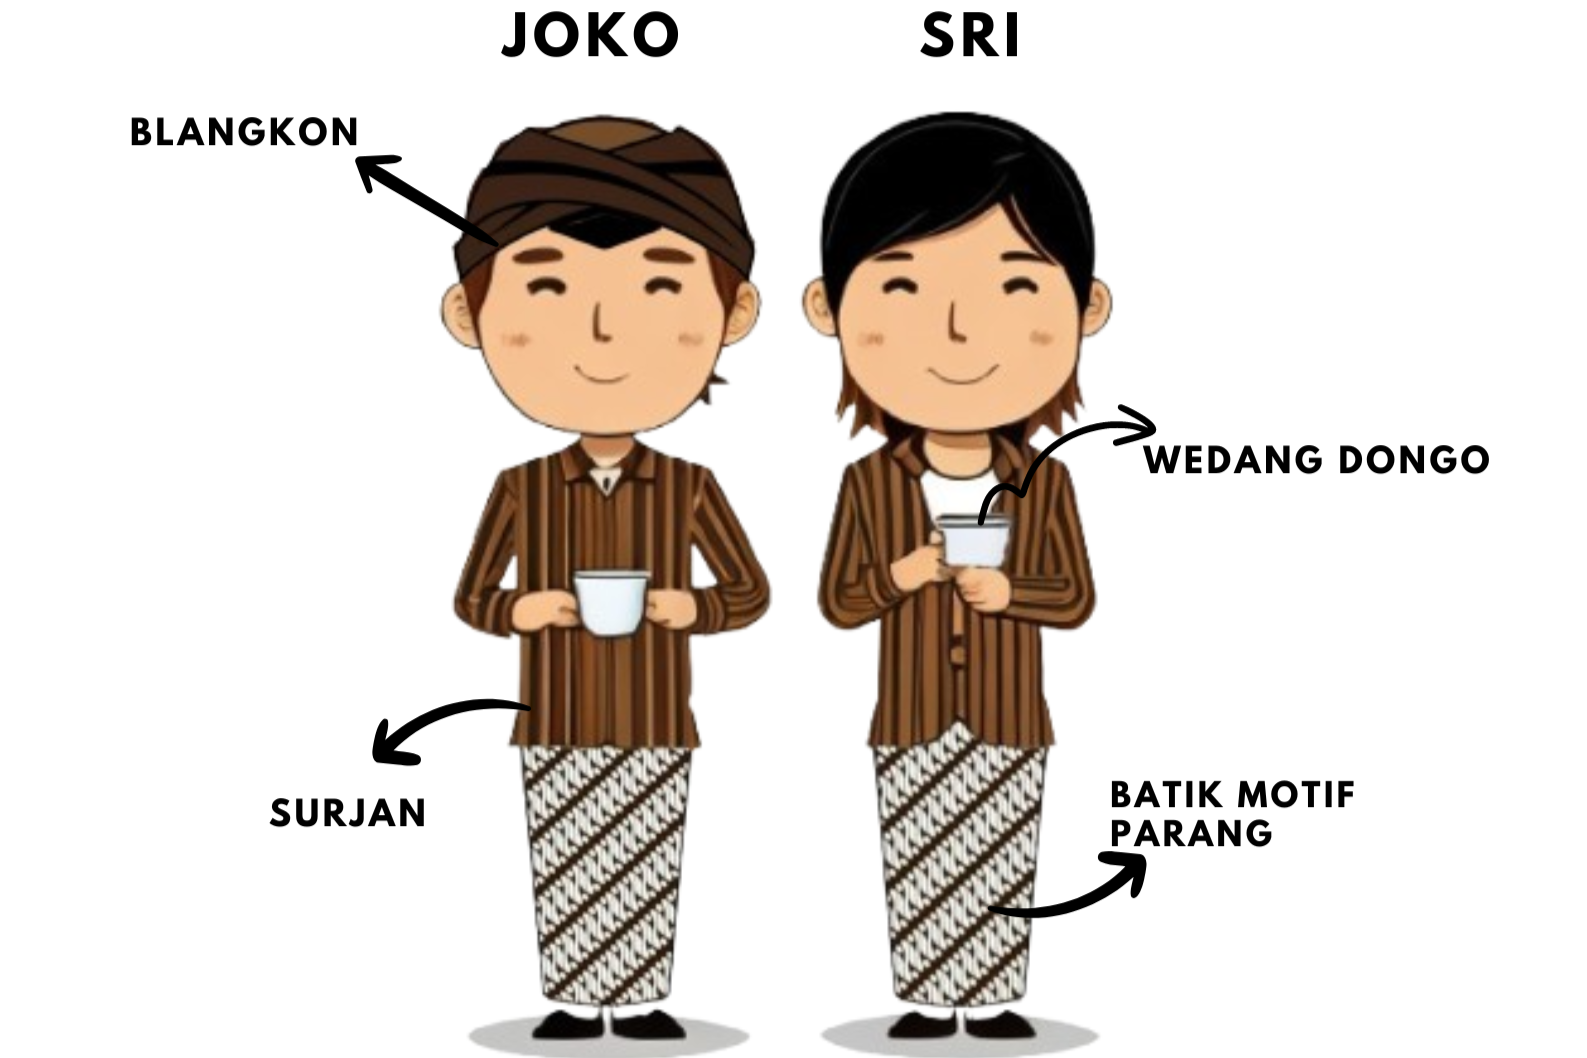 JOKO
SRI
BLANGKON
WEDANG DONGO
SURJAN
BATIK MOTIF
PARANG